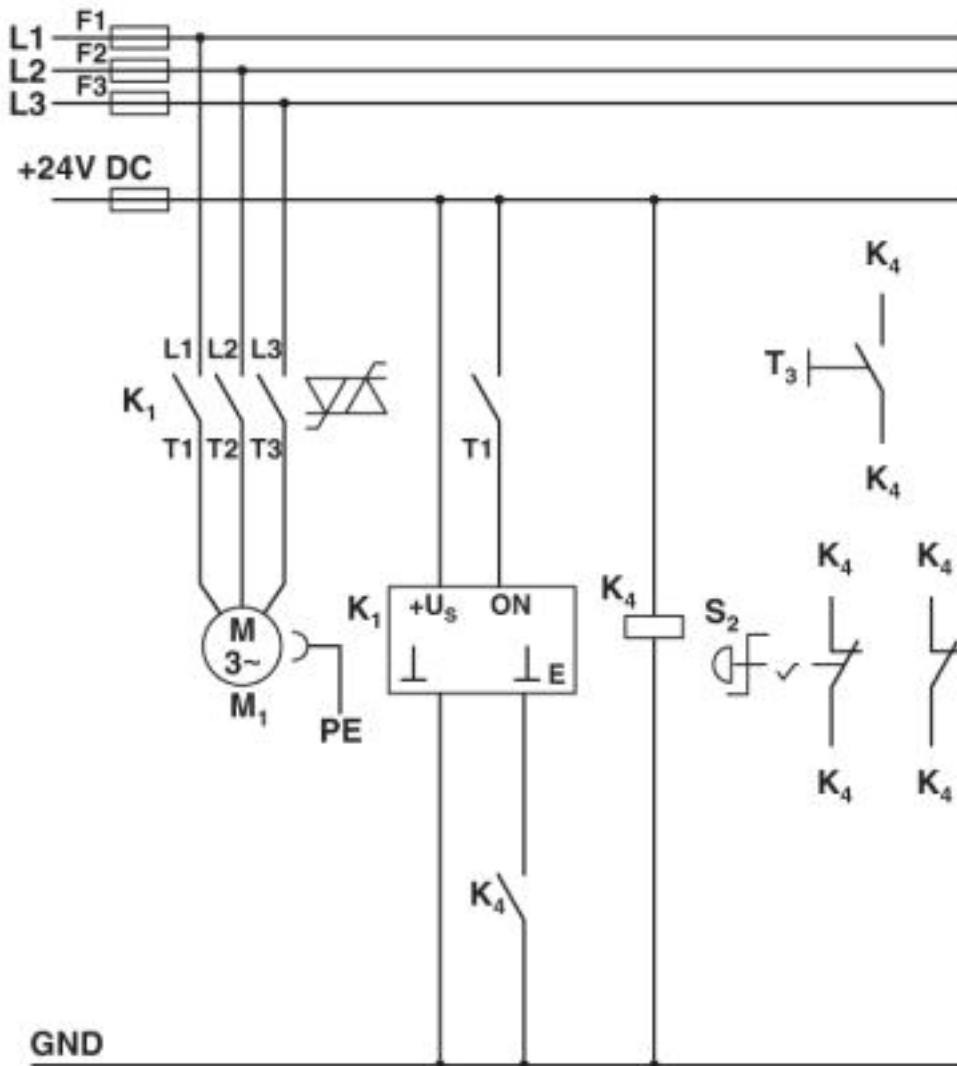 F1
L1
F2
L2
F3
L3
+24V DC
K₄
L1 L2 L3
T₃
K₁
T1 T2 T3
T1
K₄
K₄ K₄
K₁ +Uₛ ON
K₄
S₂
M
3~
E
M₁
PE
K₄ K₄
K₄
GND